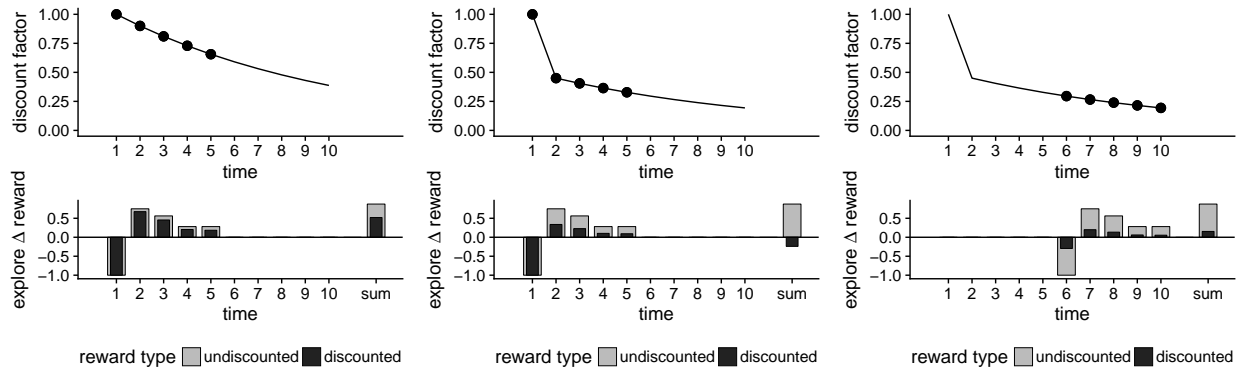 discount factor
1.00
0.75
0.50
0.25
0.00
1 2 3 4 5 6 7 8 9 10
time
explore Δ reward
0.5
0.0
−0.5
−1.0
1 2 3 4 5 6 7 8 9 10 sum
time
reward type undiscounted discounted
discount factor
1.00
0.75
0.50
0.25
0.00
1 2 3 4 5 6 7 8 9 10
time
explore Δ reward
0.5
0.0
−0.5
−1.0
1 2 3 4 5 6 7 8 9 10 sum
time
reward type undiscounted discounted
discount factor
1.00
0.75
0.50
0.25
0.00
1 2 3 4 5 6 7 8 9 10
time
explore Δ reward
0.5
0.0
−0.5
−1.0
1 2 3 4 5 6 7 8 9 10 sum
time
reward type undiscounted discounted